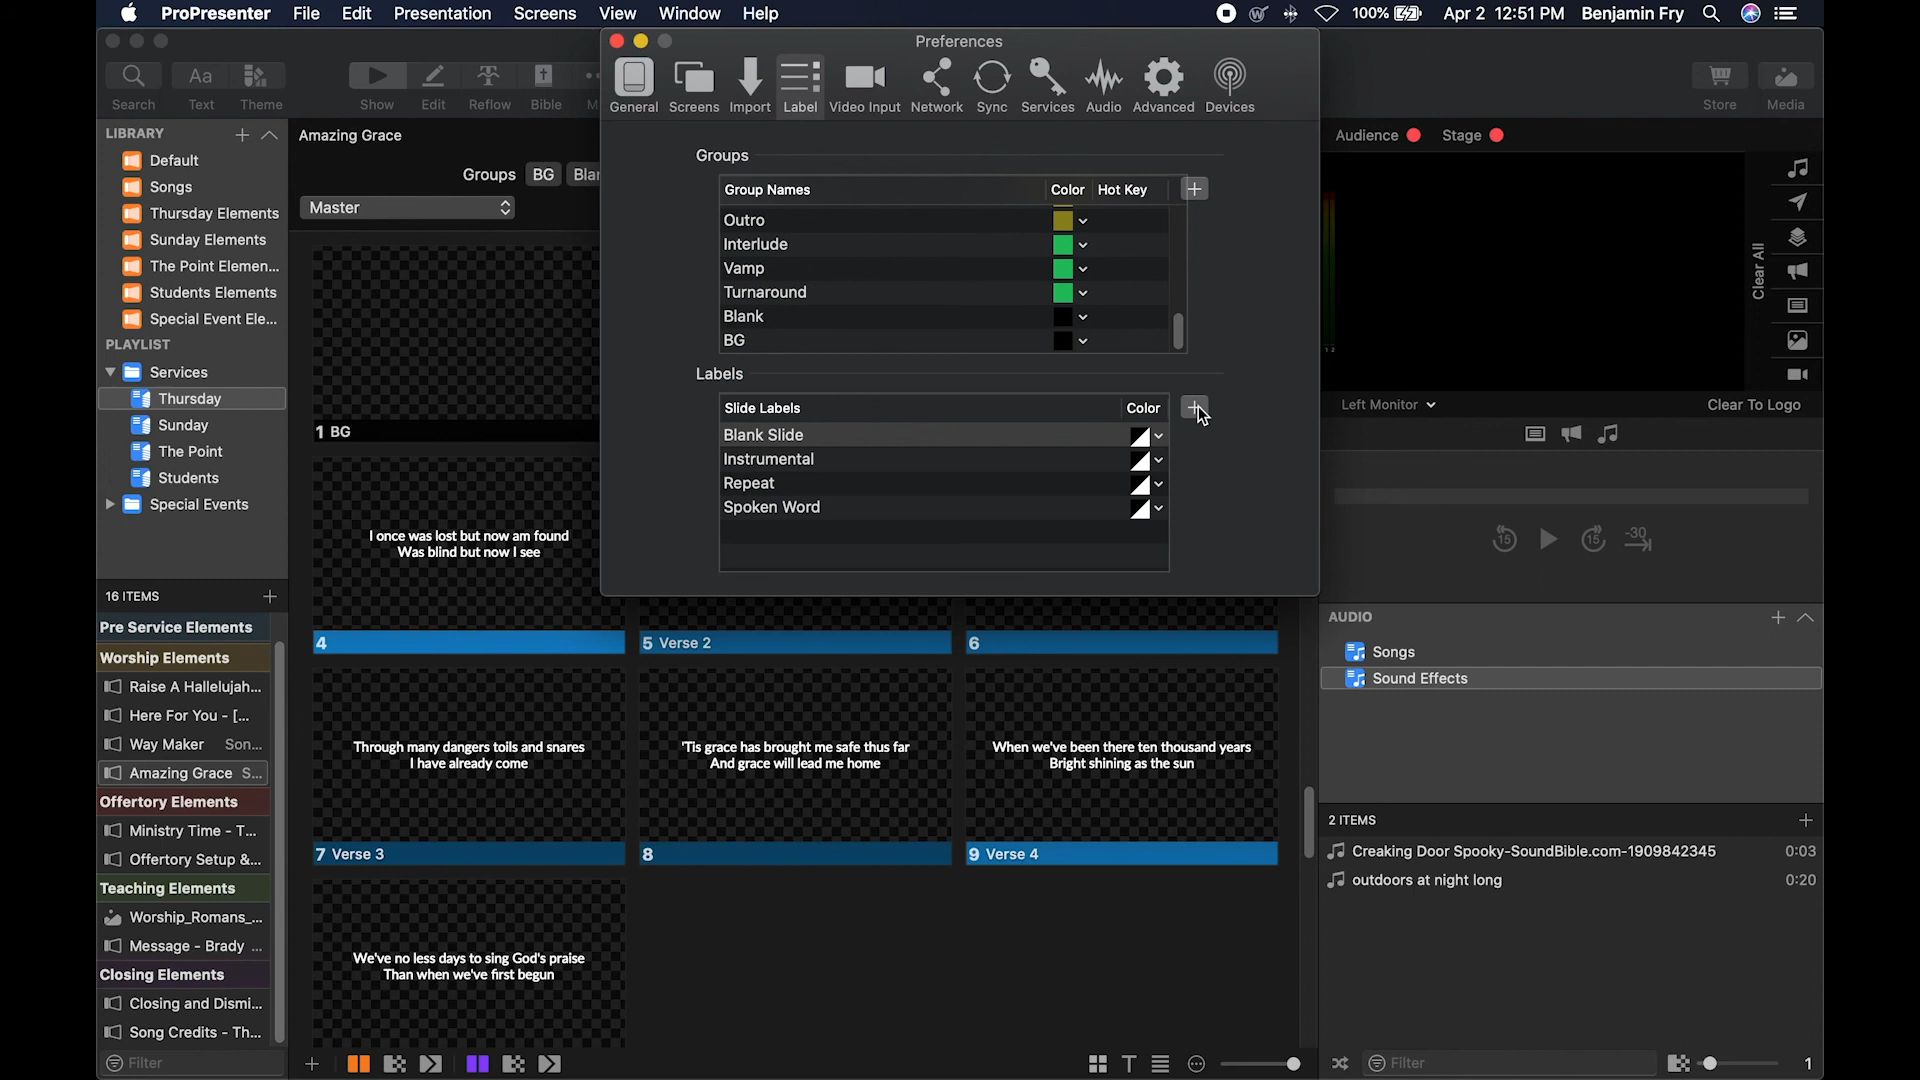 ProPresenter File Edit Presentation Screens View Window Help
100% Apr 2 12:51 PM Benjamin Fry
Preferences
Search Text Theme Show Edit Reflow Bible
General Screens Import Label Video Input Network Sync Services Audio Advanced Devices
Store Media
LIBRARY
Default
Songs
Thursday Elements
Sunday Elements
The Point Elemen...
Students Elements
Special Event Ele...
PLAYLIST
Services
Thursday
Sunday
The Point
Students
Special Events
16 ITEMS
Pre Service Elements
Worship Elements
Raise A Hallelujah...
Here For You - [...
Way Maker Son...
Amazing Grace S...
Offertory Elements
Ministry Time - T...
Offertory Setup &...
Teaching Elements
Worship_Romans_...
Message - Brady ...
Closing Elements
Closing and Dismi...
Song Credits - Th...
Filter
Amazing Grace
Groups BG
Master
1 BG
I once was lost but now am found
Was blind but now I see
4
5 Verse 2
6
Through many dangers toils and snares
I have already come
'Tis grace has brought me safe thus far
And grace will lead me home
When we've been there ten thousand years
Bright shining as the sun
7 Verse 3
8
9 Verse 4
We've no less days to sing God's praise
Than when we've first begun
Groups
Group Names Color Hot Key
Outro
Interlude
Vamp
Turnaround
Blank
BG
Labels
Slide Labels Color
Blank Slide
Instrumental
Repeat
Spoken Word
Audience Stage
Clear All
1 2
Left Monitor Clear To Logo
15 15 -30
AUDIO
Songs
Sound Effects
2 ITEMS
Creaking Door Spooky-SoundBible.com-1909842345 0:03
outdoors at night long 0:20
Filter 1